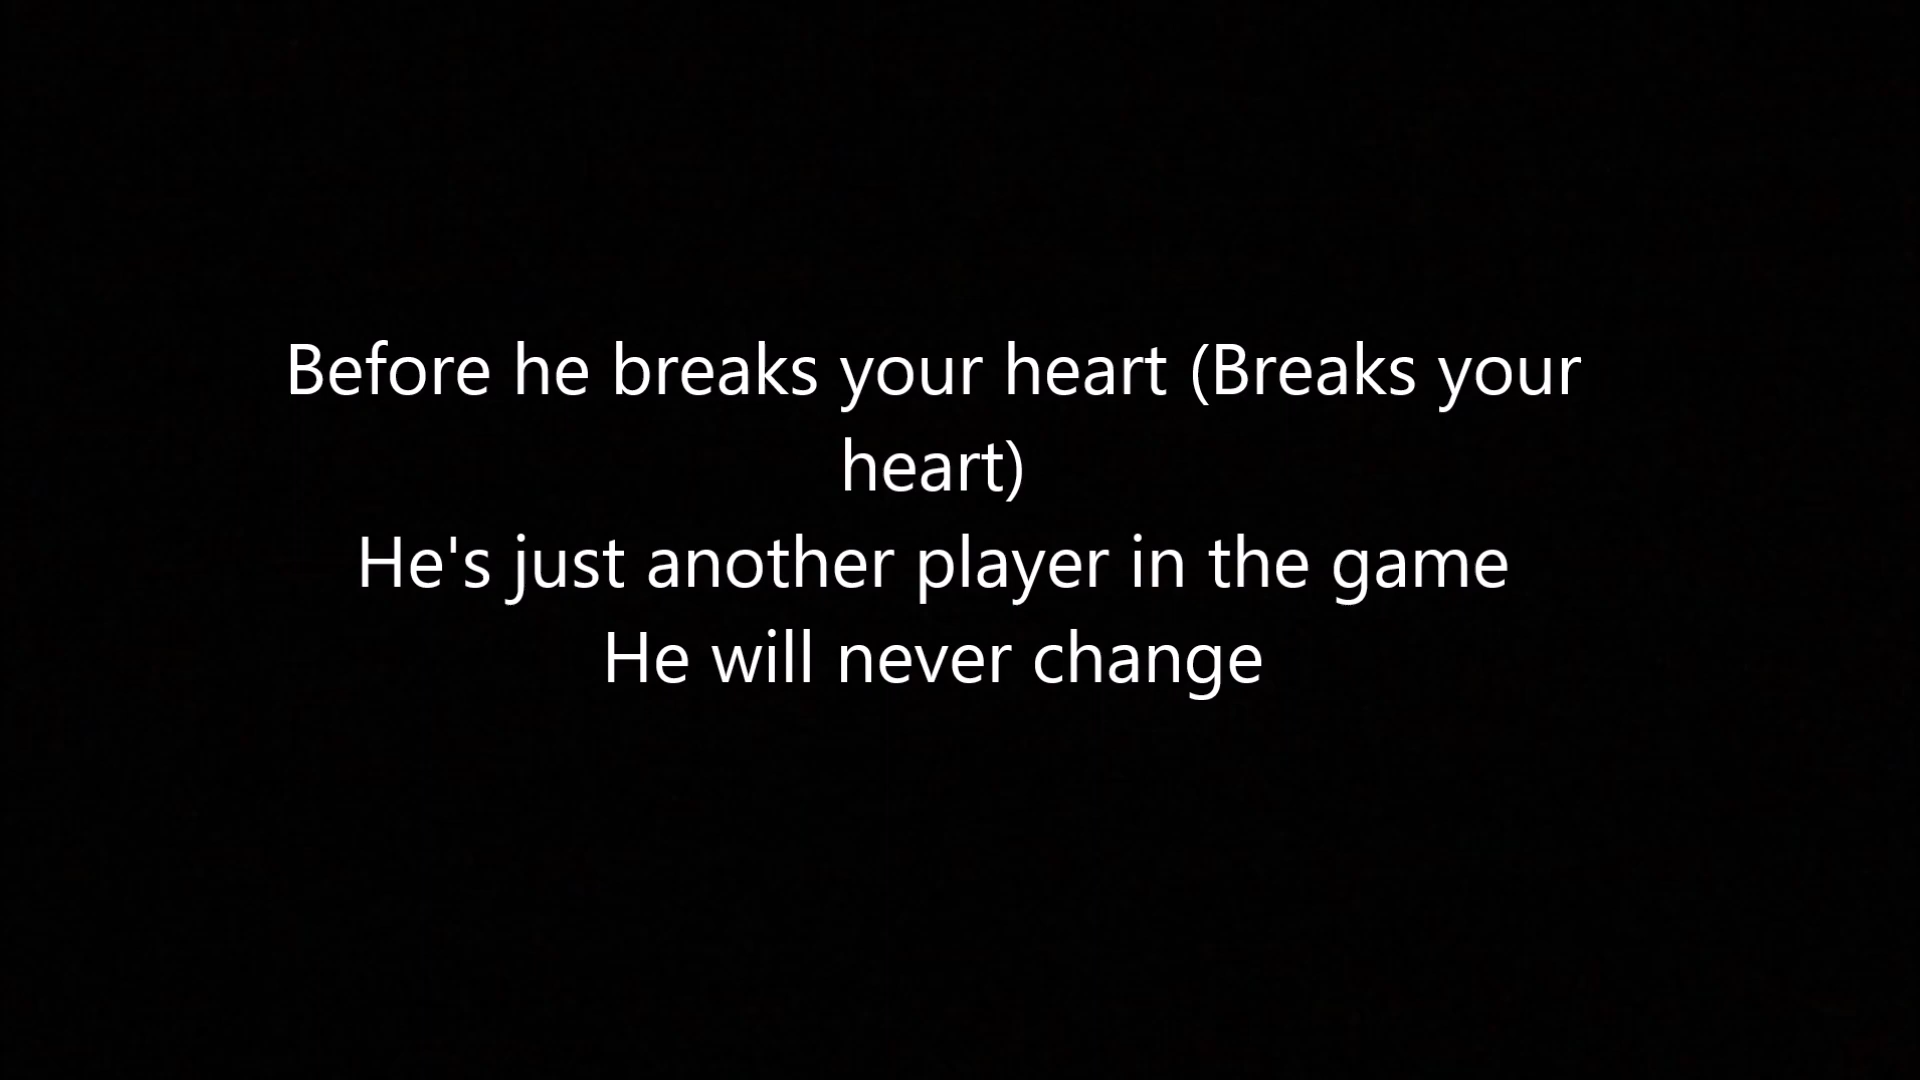 Before he breaks your heart (Breaks your
heart)
He's just another player in the game
He will never change